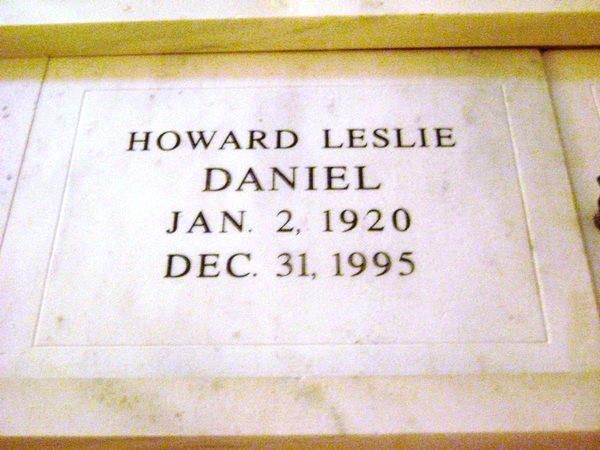 HOWARD LESLIE
DANIEL
JAN. 2, 1920
DEC. 31, 1995